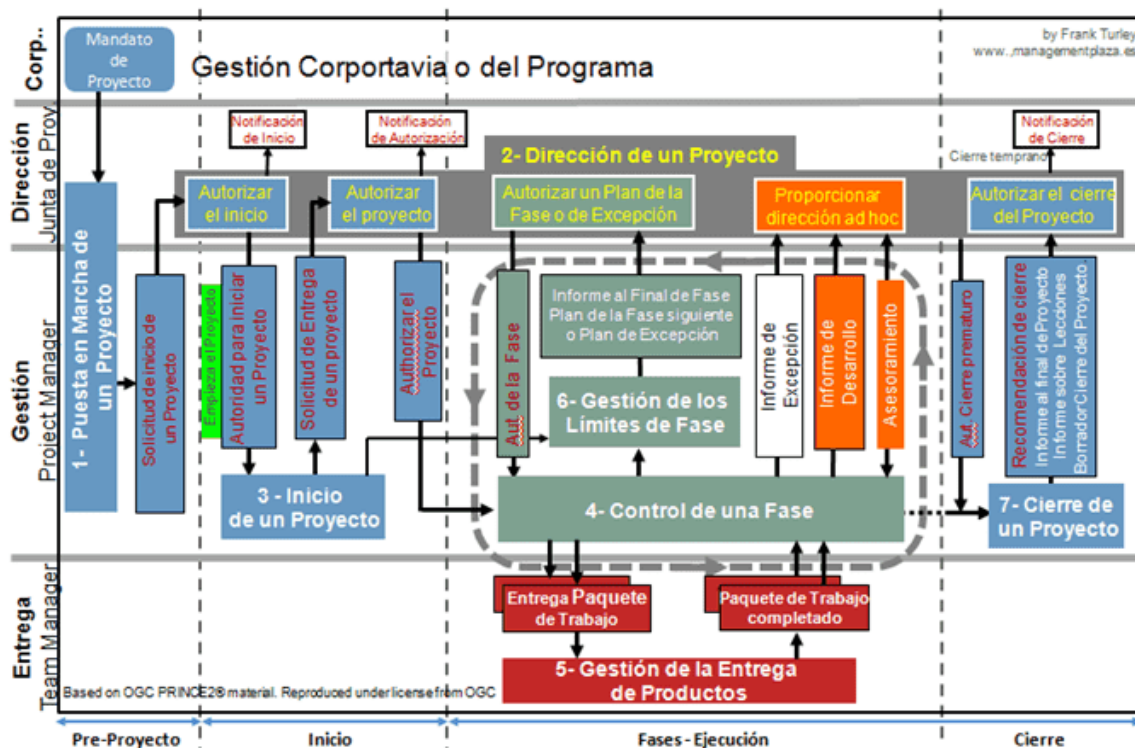 Corp..
Mandato
de
Proyecto
Gestión Corportavia o del Programa
by Frank Turley
www..,managementplaza.es
Dirección
Junta de Proy.
Notificación
de Inicio
Notificación
de Autorización
2- Dirección de un Proyecto
Notificación
de Cierre
Cierre temprano
Autorizar
el inicio
Autorizar
el proyecto
Autorizar un Plan de la
Fase o de Excepción
Proporcionar
dirección ad hoc
Autorizar el cierre
del Proyecto
Gestión
Project Manager
1- Puesta en Marcha de
un Proyecto
Solicitud de inicio de
un Proyecto
Empieza el Proyecto
Autoridad para iniciar
un Proyecto
Solicitud de Entrega
de un proyecto
Authorizar el
Proyecto
Aut. de la Fase
Informe al Final de Fase
Plan de la Fase siguiente
o Plan de Excepción
6- Gestión de los
Límites de Fase
Informe de
Excepción
Informe de
Desarrollo
Asesoramiento
Aut. Cierre prematuro
Recomendación de cierre
Informe al final de Proyecto
Informe sobre Lecciones
BorradorCierre del Proyecto.
3 - Inicio
de un Proyecto
4- Control de una Fase
7- Cierre de
un Proyecto
Entrega
Team Manager
Entrega Paquete
de Trabajo
Paquete de Trabajo
completado
5- Gestión de la Entrega
de Productos
Based on OGC PRINCE2® material. Reproduced under license from OGC
Pre-Proyecto
Inicio
Fases - Ejecución
Cierre